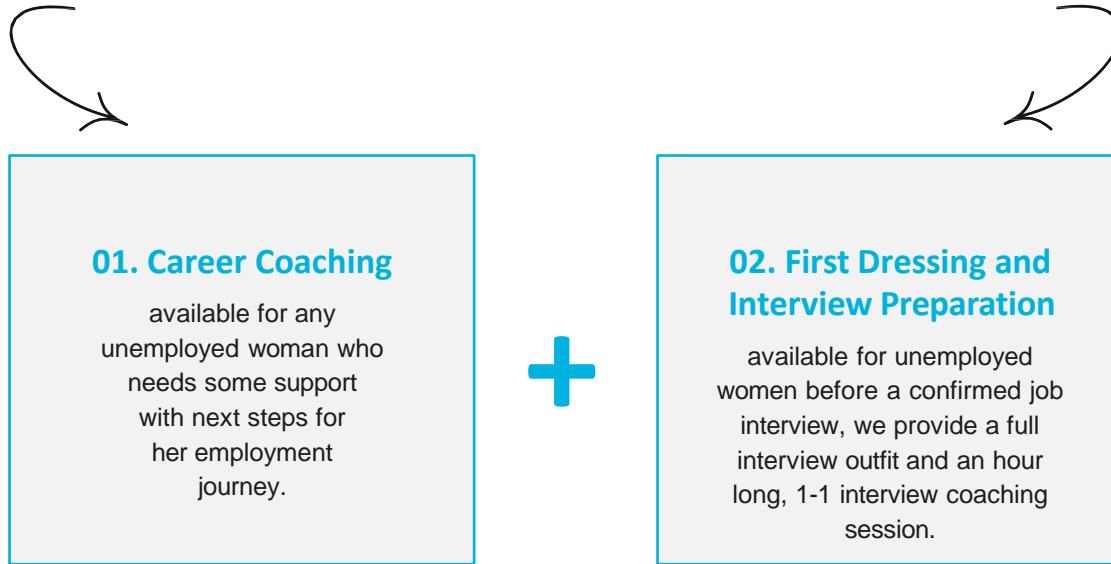 01. Career Coaching
available for any
unemployed woman who
needs some support
with next steps for
her employment
journey.
+
02. First Dressing and
Interview Preparation
available for unemployed
women before a confirmed job
interview, we provide a full
interview outfit and an hour
long, 1-1 interview coaching
session.